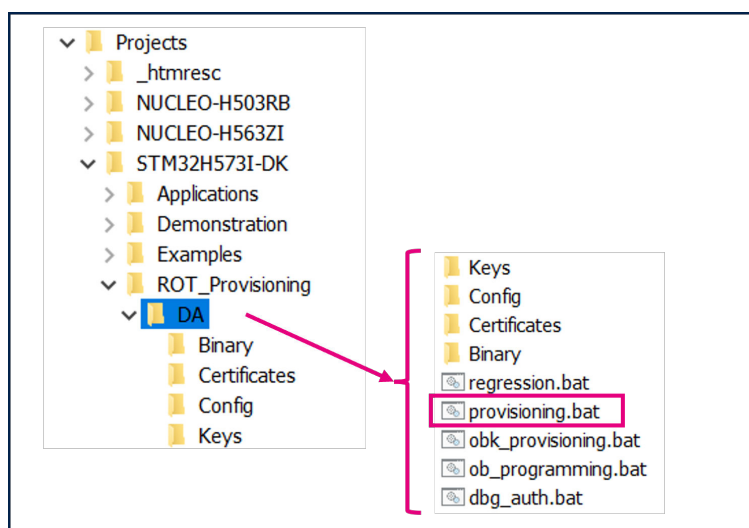 Projects
_htmresc
NUCLEO-H503RB
NUCLEO-H563ZI
STM32H573I-DK
Applications
Demonstration
Examples
ROT_Provisioning
DA
Binary
Certificates
Config
Keys
Keys
Config
Certificates
Binary
regression.bat
provisioning.bat
obk_provisioning.bat
ob_programming.bat
dbg_auth.bat